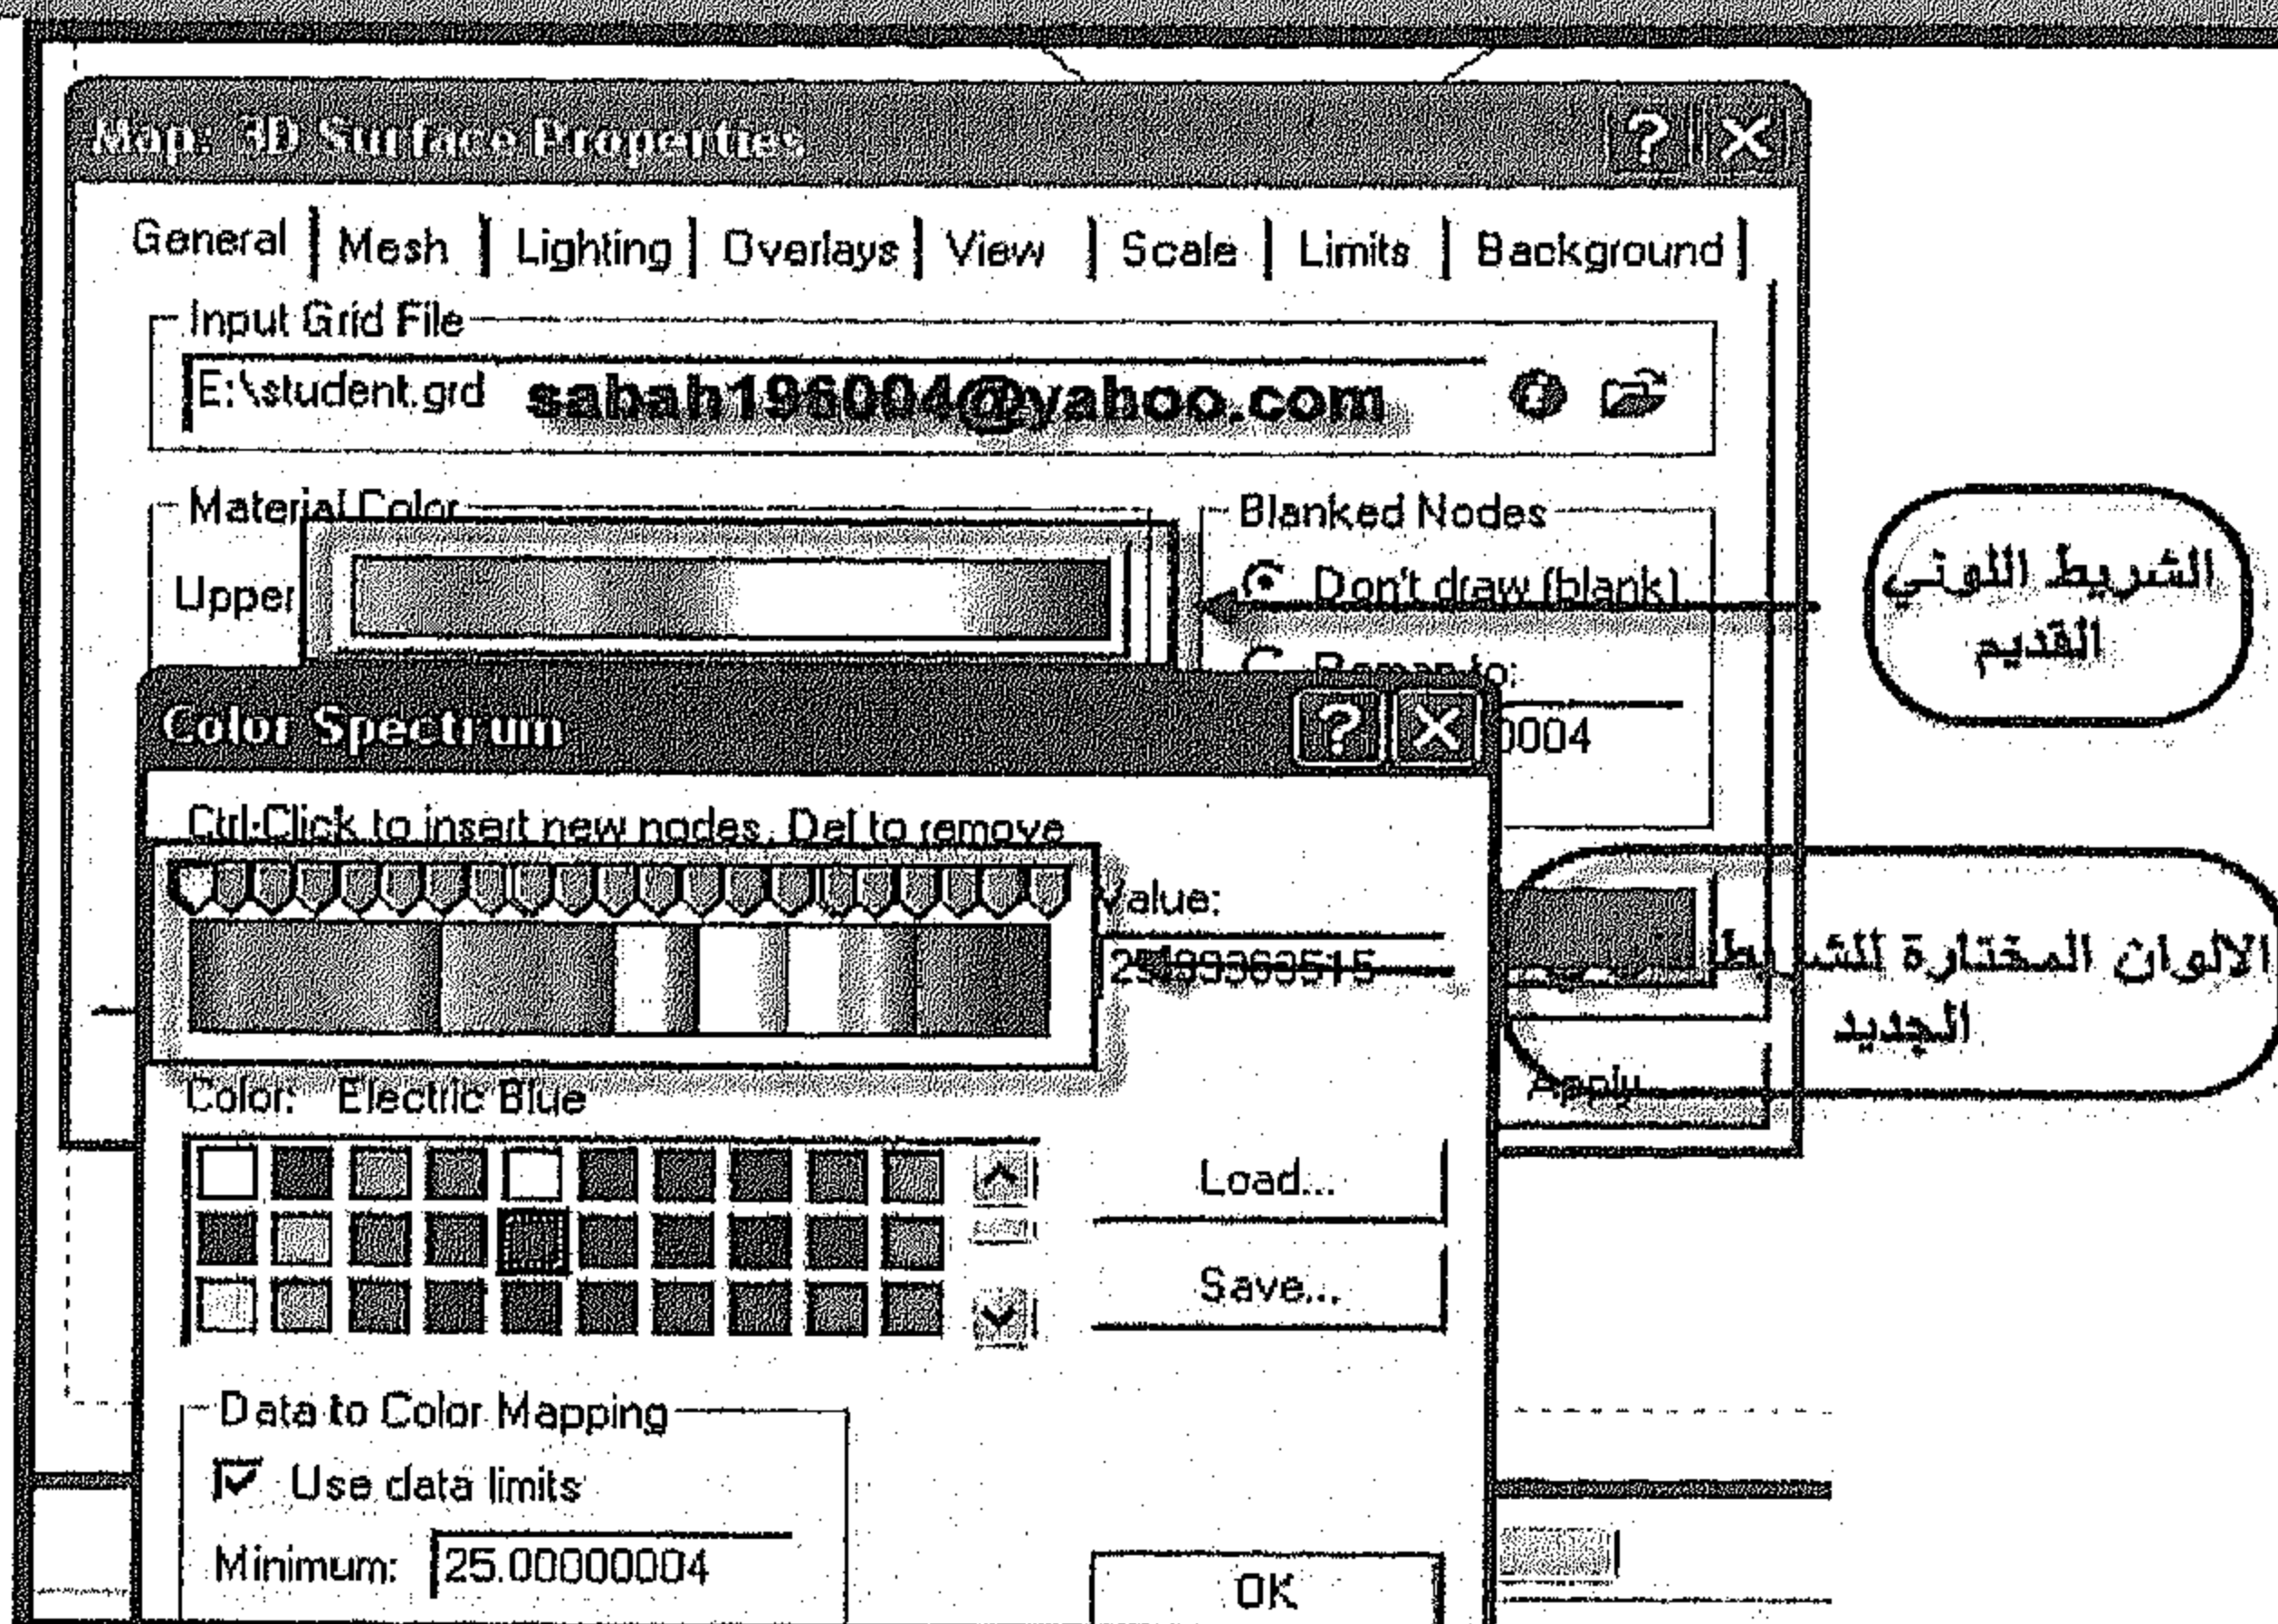 Map: 3D Surface Properties
General Mesh Lighting Overlays View Scale Limits Background
Input Grid File
E:\student.grd sabah196004@yahoo.com
Material Color
Blanked Nodes
Upper
Don't draw (blank)
الشريط اللوني
القديم
Remap to:
0004
Color Spectrum
Ctrl-Click to insert new nodes, Del to remove
Value:
الالوان المختارة للشريط
الجديد
Color: Electric Blue
Apply
Load...
Save...
Data to Color Mapping
Use data limits
Minimum: 25.00000004
OK